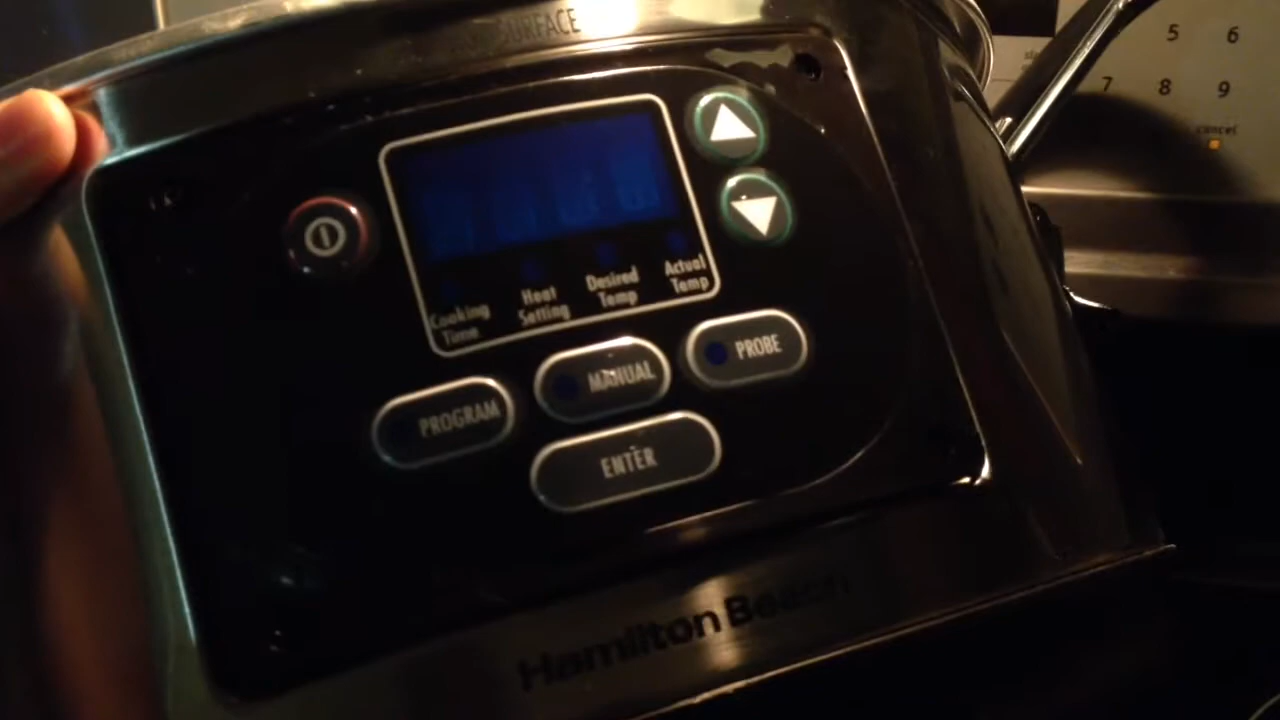 SURFACE
5 6
7 8 9
cancel
Cooking Time
Heat Setting
Desired Temp
Actual Temp
PROGRAM
MANUAL
PROBE
ENTER
Hamilton Beach